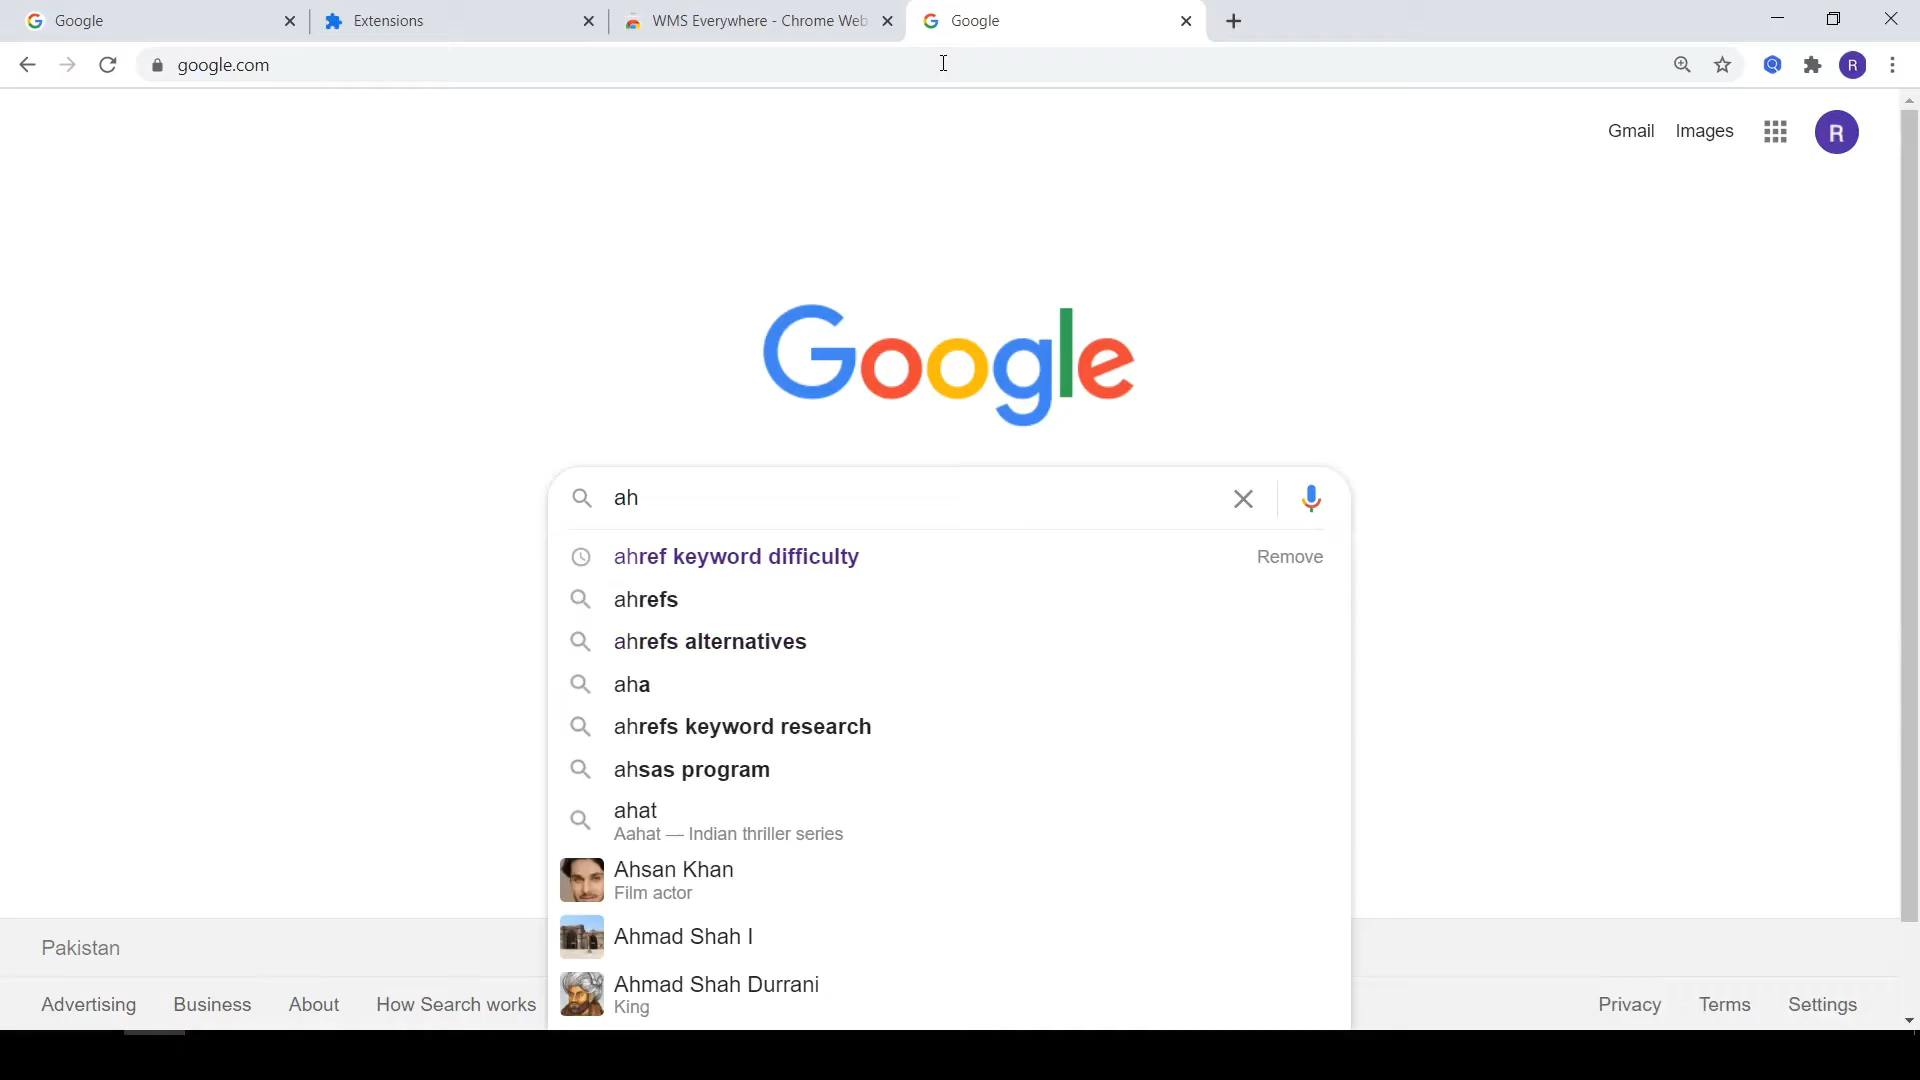 Google
Extensions
WMS Everywhere - Chrome Web
Google
google.com
R
Gmail
Images
R
Google
ah
ahref keyword difficulty
Remove
ahrefs
ahrefs alternatives
aha
ahrefs keyword research
ahsas program
ahat
Aahat — Indian thriller series
Ahsan Khan
Film actor
Ahmad Shah I
Ahmad Shah Durrani
King
Pakistan
Advertising
Business
About
How Search works
Privacy
Terms
Settings